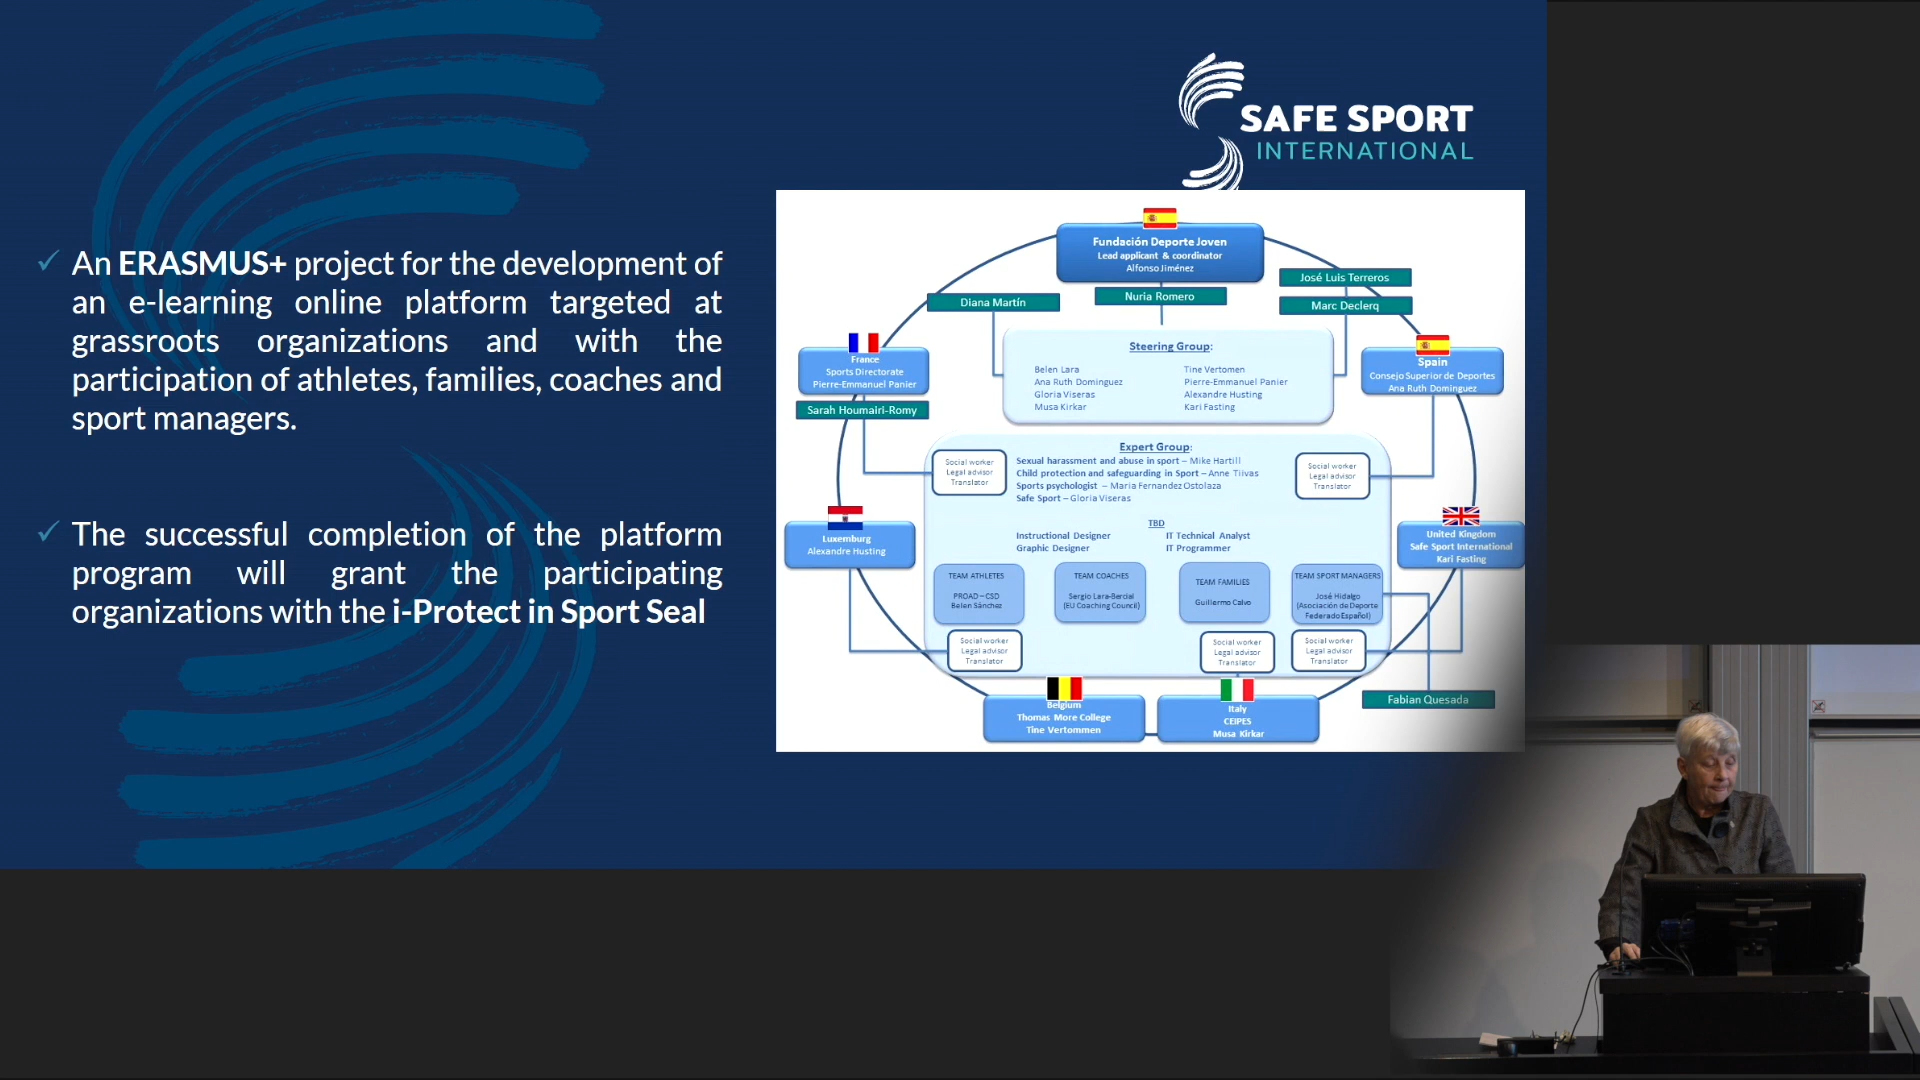 SAFE SPORT
INTERNATIONAL
An ERASMUS+ project for the development of
an e-learning online platform targeted at
grassroots organizations and with the
participation of athletes, families, coaches and
sport managers.
The successful completion of the platform
program will grant the participating
organizations with the i-Protect in Sport Seal
Fundación Deporte Joven
Lead applicant & coordinator
Alfonso Jiménez
Diana Martín
Nuria Romero
José Luis Terreros
Marc Declerq
France
Sports Directorate
Pierre-Emmanuel Panier
Sarah Houmairi-Romy
Steering Group:
Belen Lara
Ana Ruth Dominguez
Gloria Viseras
Musa Kirkar
Tine Vertomen
Pierre-Emmanuel Panier
Alexandre Husting
Kari Fasting
Spain
Consejo Superior de Deportes
Ana Ruth Dominguez
Expert Group:
Sexual harassment and abuse in sport – Mike Hartill
Child protection and safeguarding in Sport – Anne Tiivas
Sports psychologist – Maria Fernandez Ostolaza
Safe Sport – Gloria Viseras
Social worker
Legal advisor
Translator
Social worker
Legal advisor
Translator
TBD
Instructional Designer
Graphic Designer
IT Technical Analyst
IT Programmer
Luxemburg
Alexandre Husting
United Kingdom
Safe Sport International
Kari Fasting
TEAM ATHLETES
PROAD – CSD
Belen Sánchez
TEAM COACHES
Sergio Lara-Bercial
(EU Coaching Council)
TEAM FAMILIES
Guillermo Calvo
TEAM SPORT MANAGERS
José Hidalgo
(Asociación de Deporte
Federado Español)
Social worker
Legal advisor
Translator
Social worker
Legal advisor
Translator
Social worker
Legal advisor
Translator
Belgium
Thomas More College
Tine Vertommen
Italy
CEIPES
Musa Kirkar
Fabian Quesada